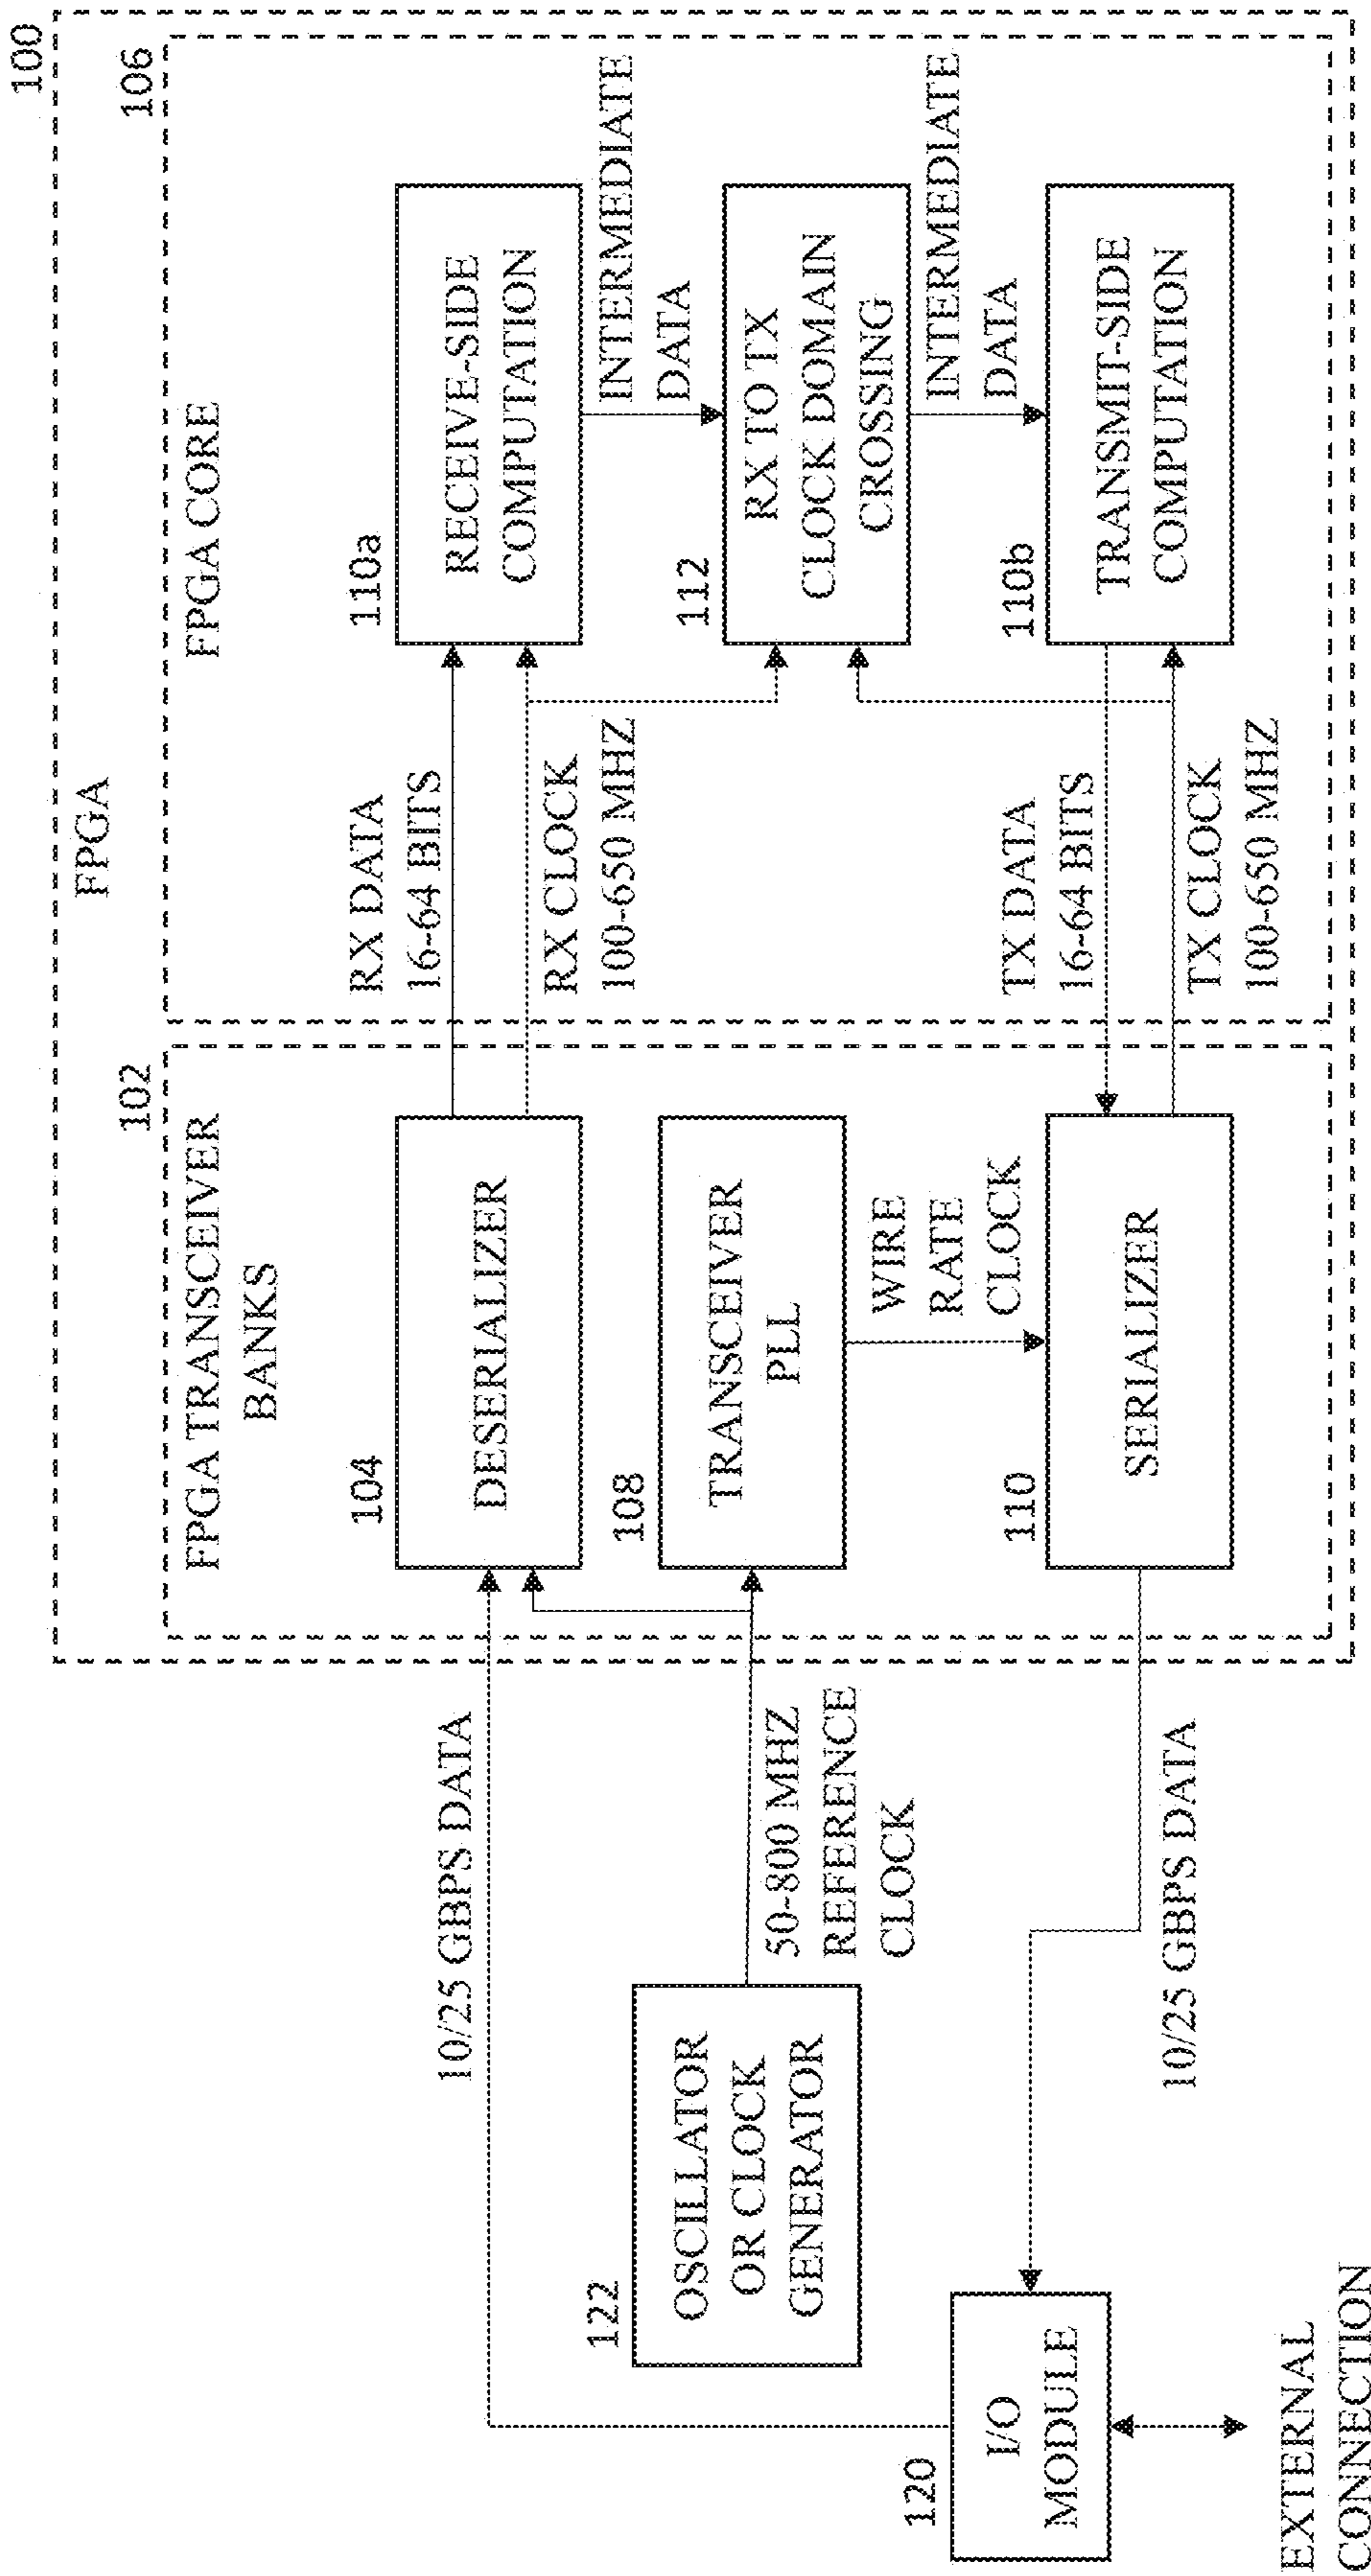 100
FPGA
102
FPGA TRANSCEIVER
BANKS
106
FPGA CORE
10/25 GBPS DATA
104
DESERIALIZER
RX DATA
16-64 BITS
RX CLOCK
100-650 MHZ
110a
RECEIVE-SIDE
COMPUTATION
INTERMEDIATE
DATA
122
OSCILLATOR
OR CLOCK
GENERATOR
50-800 MHZ
REFERENCE
CLOCK
108
TRANSCEIVER
PLL
WIRE
RATE
CLOCK
112
RX TO TX
CLOCK DOMAIN
CROSSING
INTERMEDIATE
DATA
120
I/O
MODULE
10/25 GBPS DATA
110
SERIALIZER
TX DATA
16-64 BITS
TX CLOCK
100-650 MHZ
110b
TRANSMIT-SIDE
COMPUTATION
EXTERNAL
CONNECTION